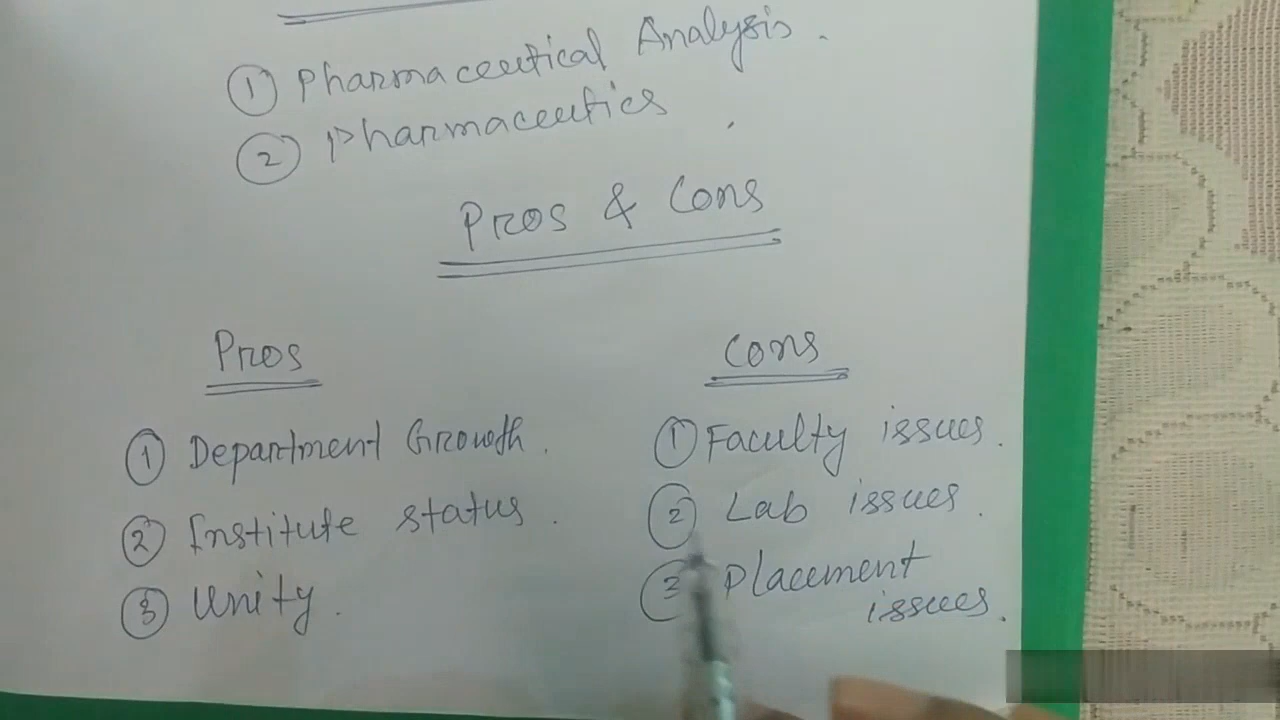 ① Pharmaceutical Analysis.
② Pharmaceutics
Pros & Cons
Pros
① Department Growth.
② Institute status.
③ Unity.
Cons
① Faculty issues.
② Lab issues.
③ Placement
issues.